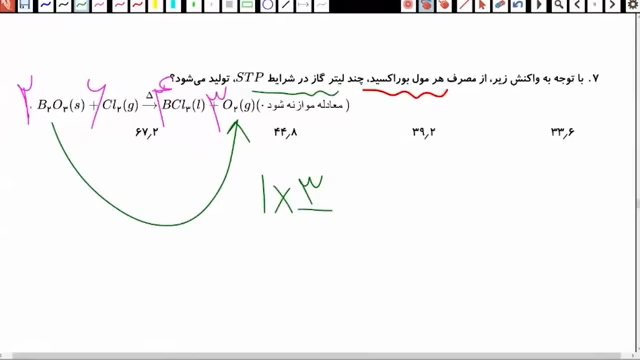 ۷. با توجه به واکنش زیر، از مصرف هر مول بوراکسید، چند لیتر گاز در شرایط STP، تولید می‌شود؟
۲ B۲O۳(s) + ۶ Cl۲(g) →Δ ۴ BCl۳(l) + ۳ O۲(g) (معادله موازنه شود ۰)
۶۷٫۲ ۴۴٫۸ ۳۹٫۲ ۳۳٫۶
۱ × ۳